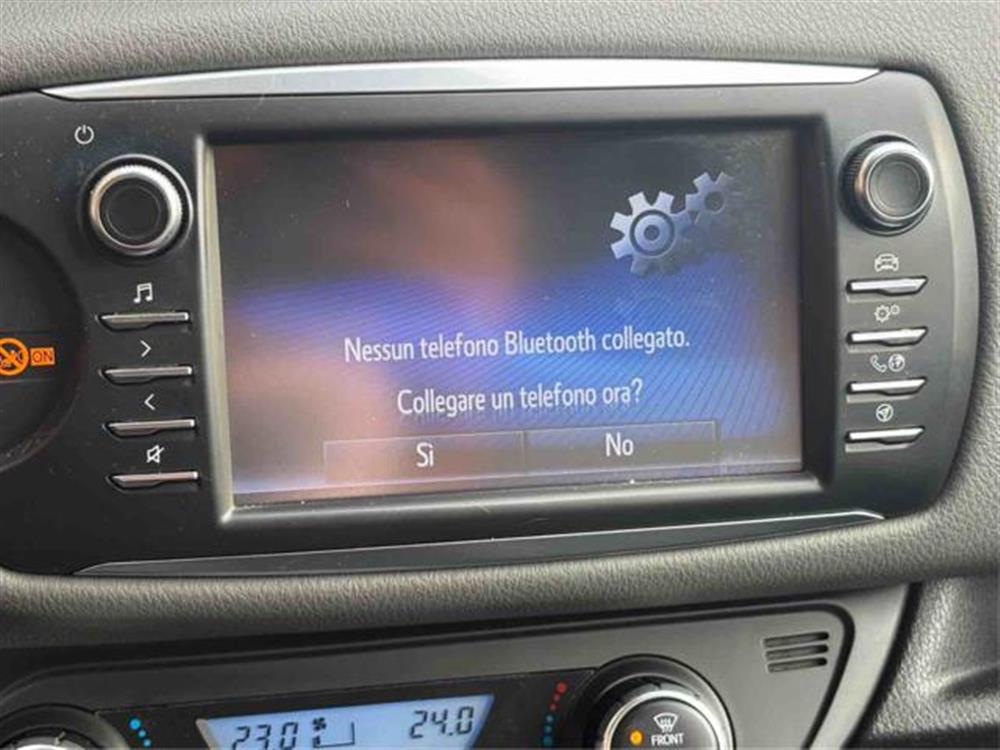 Nessun telefono Bluetooth collegato.
Collegare un telefono ora?
Sì No
ON
23.0 24.0
FRONT